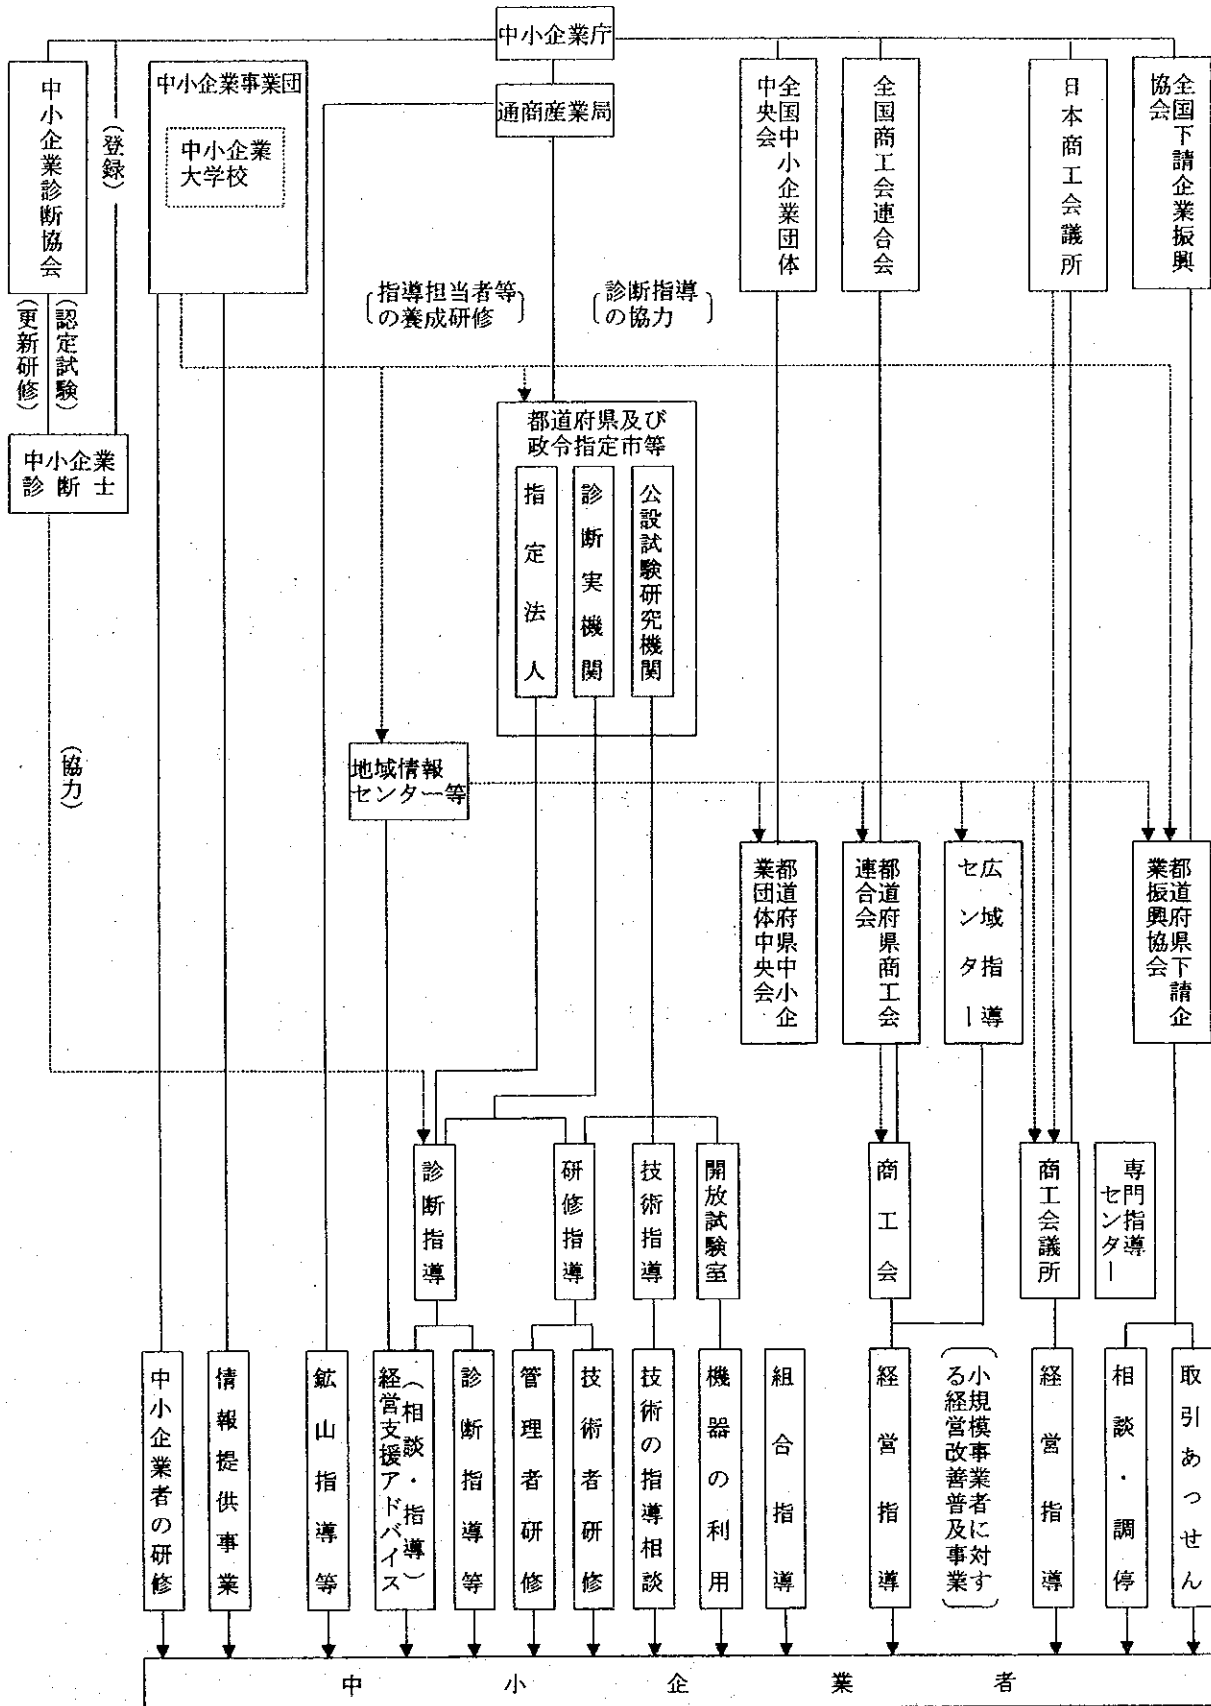 中小企業庁
中小企業診断協会
(登録)
中小企業事業団
中小企業
大学校
通商産業局
全国中小企業団体
中央会
全国商工会連合会
日本商工会議所
全国下請企業振興
協会
指導担当者等
の養成研修
診断指導
の協力
(認定試験)
(更新研修)
中小企業
診断士
都道府県及び
政令指定市等
指定法人
診断実機関
公設試験研究機関
(協力)
地域情報
センター等
都道府県中小企
業団体中央会
都道府県商工会
連合会
広域指導
センター
都道府県下請企
業振興協会
診断指導
研修指導
技術指導
開放試験室
商工会
商工会議所
専門指導
センター
中小企業者の研修
情報提供事業
鉱山指導等
(相談・指導)
経営支援アドバイス
診断指導等
管理者研修
技術者研修
技術の指導相談
機器の利用
組合指導
経営指導
小規模事業者に対す
る経営改善普及事業
経営指導
相談・調停
取引あっせん
中小企業者